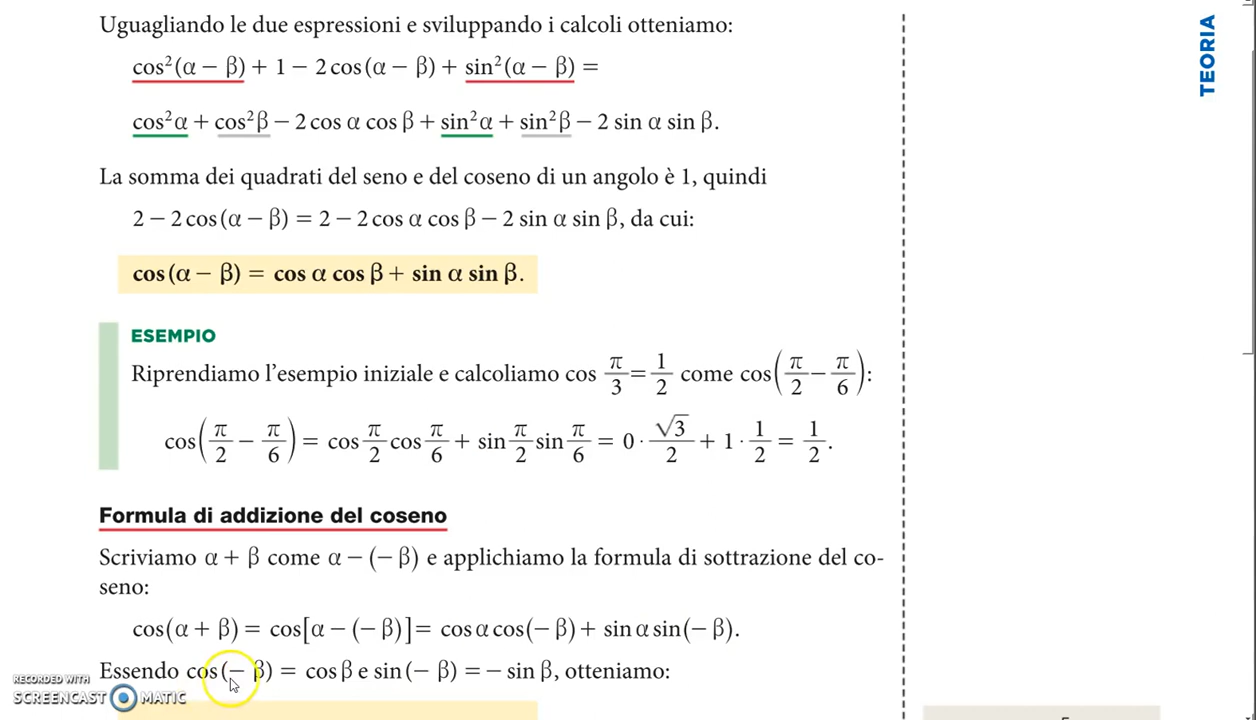 Uguagliando le due espressioni e sviluppando i calcoli otteniamo:
cos²(α − β) + 1 − 2 cos(α − β) + sin²(α − β) =
cos²α + cos²β − 2 cos α cos β + sin²α + sin²β − 2 sin α sin β.
La somma dei quadrati del seno e del coseno di un angolo è 1, quindi
2 − 2 cos(α − β) = 2 − 2 cos α cos β − 2 sin α sin β, da cui:
cos(α − β) = cos α cos β + sin α sin β.
ESEMPIO
Riprendiamo l'esempio iniziale e calcoliamo cos π/3 = 1/2 come cos(π/2 − π/6):
cos(π/2 − π/6) = cos π/2 cos π/6 + sin π/2 sin π/6 = 0 · √3/2 + 1 · 1/2 = 1/2.
Formula di addizione del coseno
Scriviamo α + β come α − (− β) e applichiamo la formula di sottrazione del co-
seno:
cos(α + β) = cos[α − (− β)] = cos α cos(− β) + sin α sin(− β).
Essendo cos(− β) = cos β e sin(− β) = − sin β, otteniamo:
TEORIA
RECORDED WITH
SCREENCAST MATIC